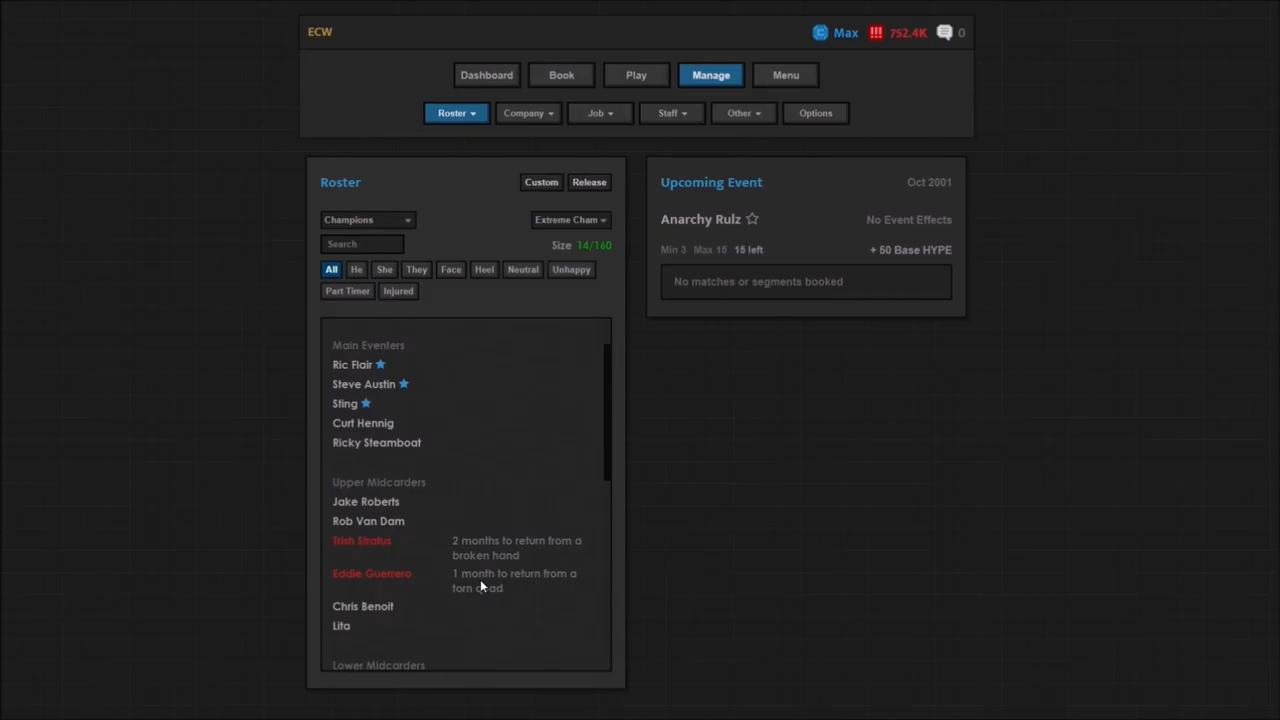 ECW
Max 752.4K 0
Dashboard Book Play Manage Menu
Roster Company Job Staff Other Options
Roster Custom Release
Champions Extreme Cham
Search Size 14/160
All He She They Face Heel Neutral Unhappy
Part Timer Injured
Main Eventers
Ric Flair
Steve Austin
Sting
Curt Hennig
Ricky Steamboat
Upper Midcarders
Jake Roberts
Rob Van Dam
Trish Stratus 2 months to return from a
broken hand
Eddie Guerrero 1 month to return from a
torn quad
Chris Benoit
Lita
Lower Midcarders
Upcoming Event Oct 2001
Anarchy Rulz No Event Effects
Min 3 Max 15 15 left + 50 Base HYPE
No matches or segments booked